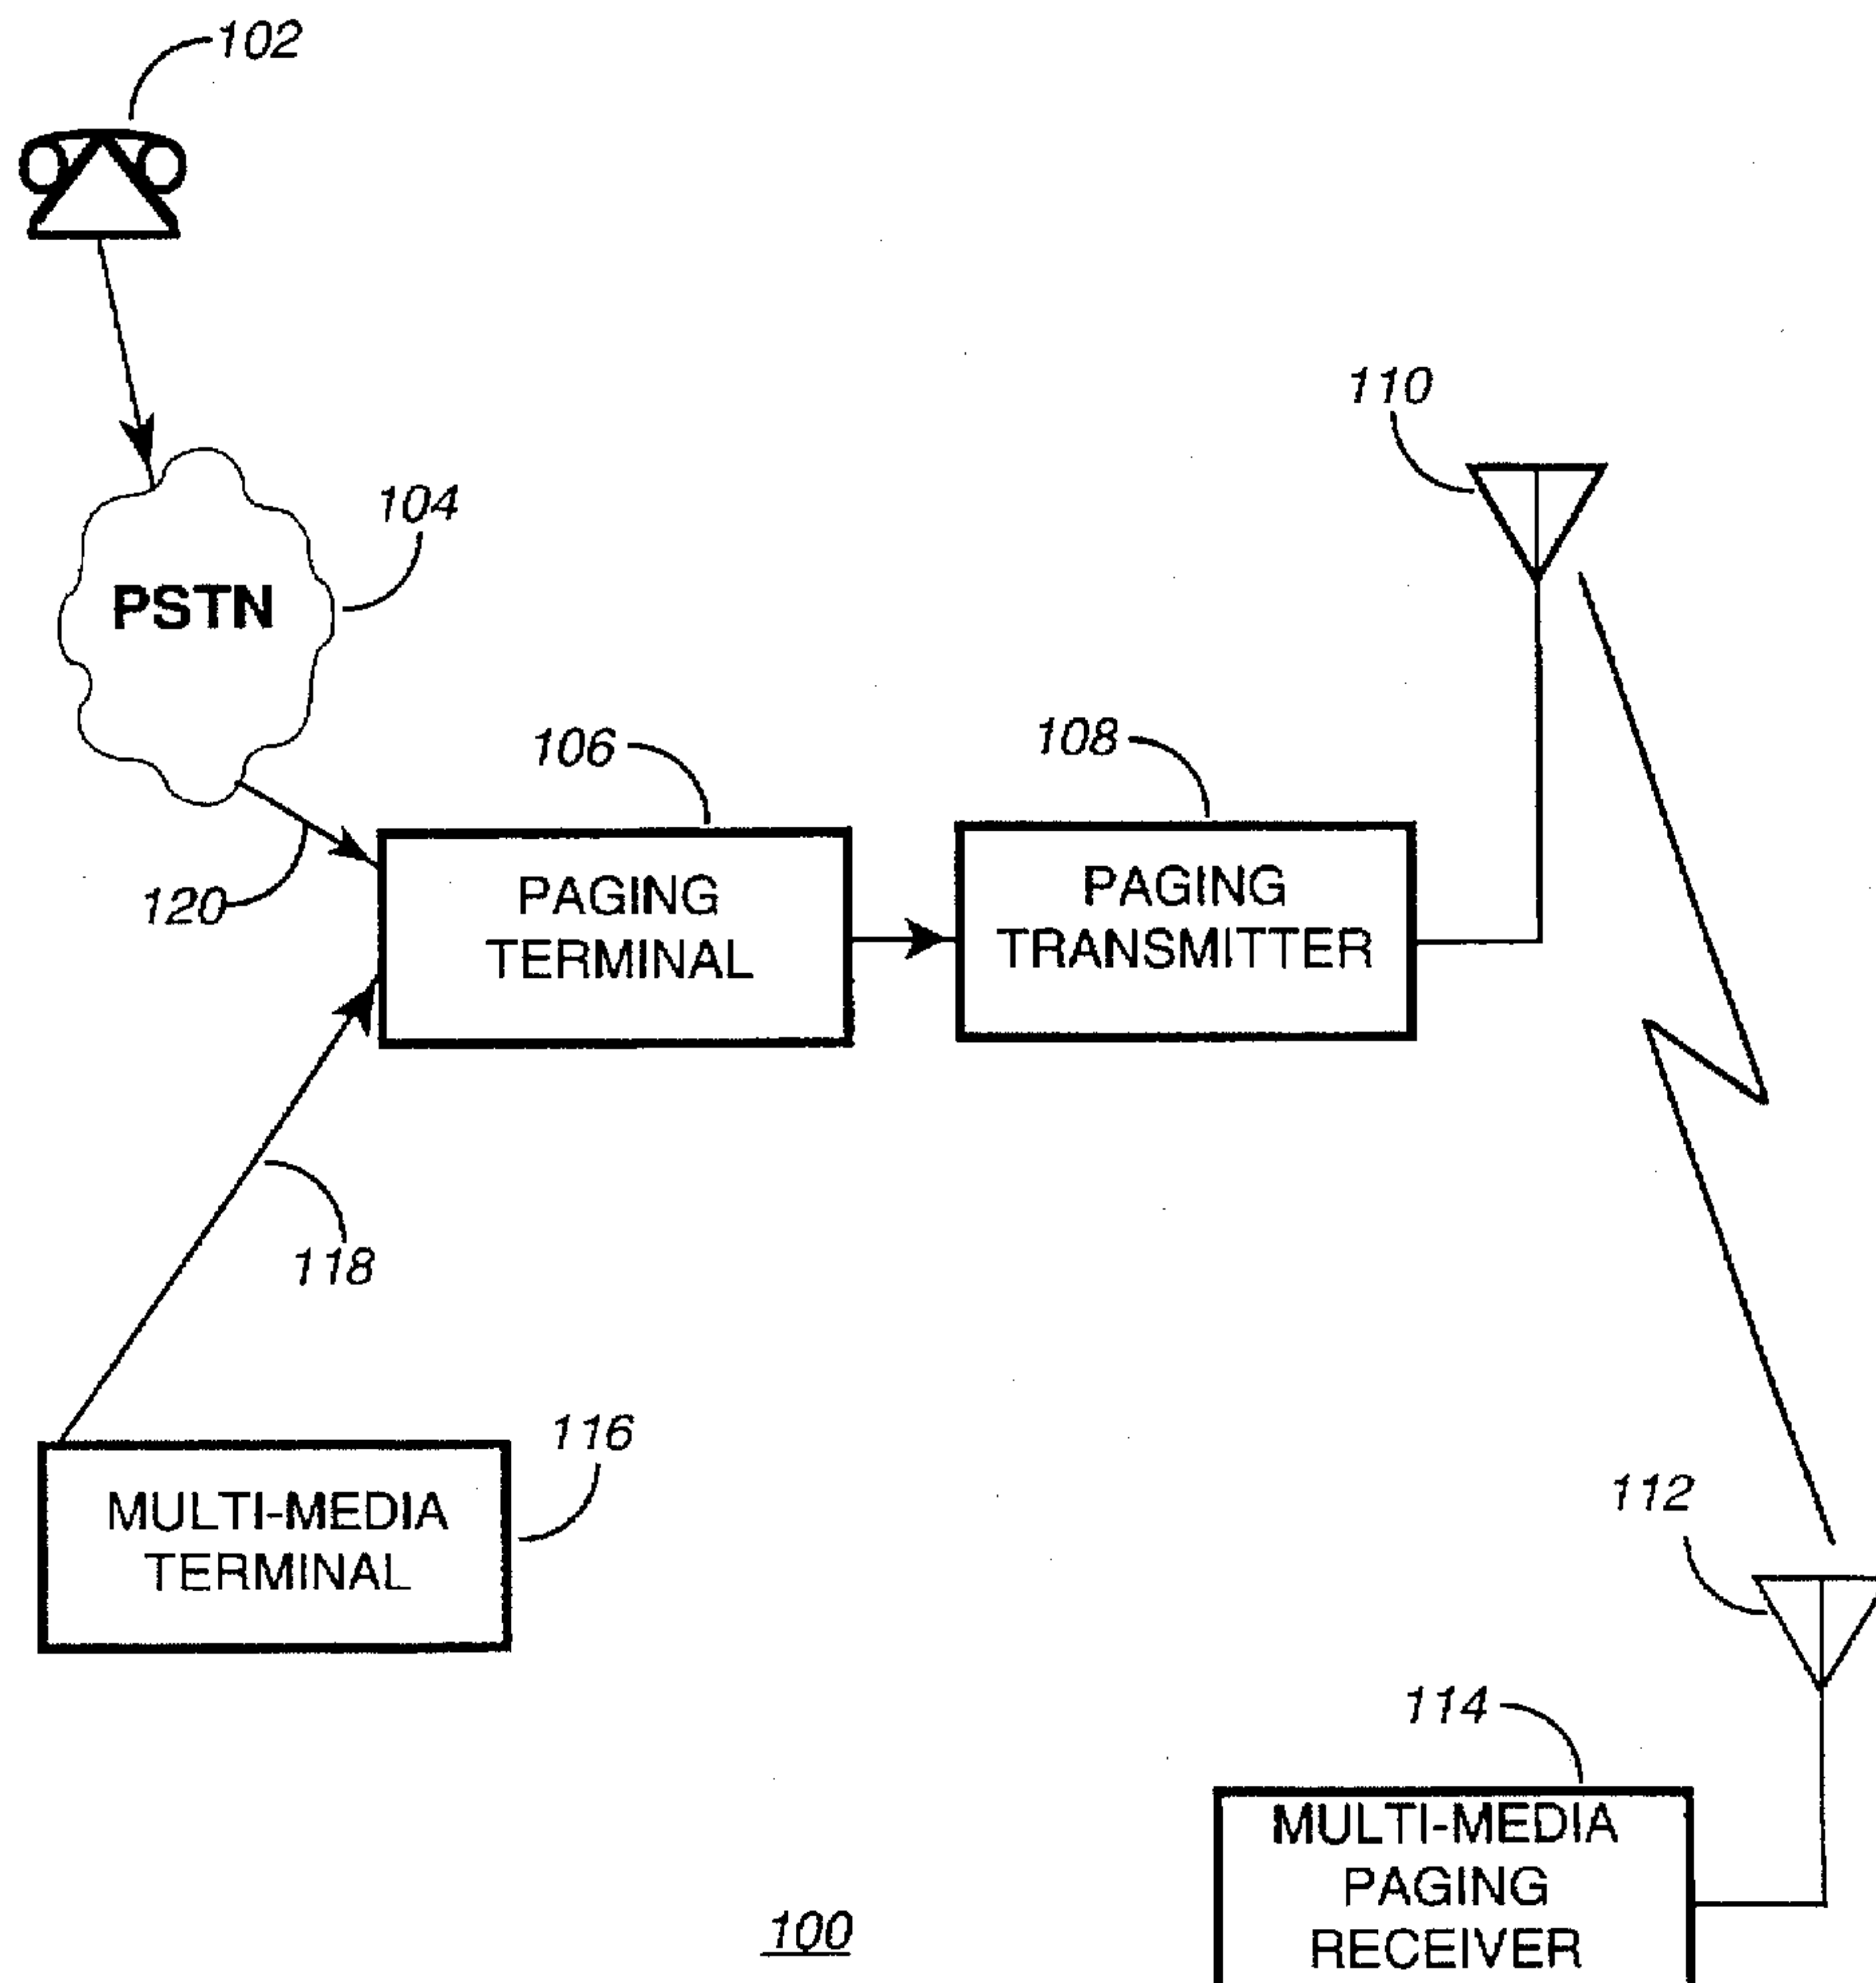 102
110
104
PSTN
106
108
120
PAGING
TERMINAL
PAGING
TRANSMITTER
118
116
MULTI-MEDIA
TERMINAL
112
114
MULTI-MEDIA
PAGING
RECEIVER
100